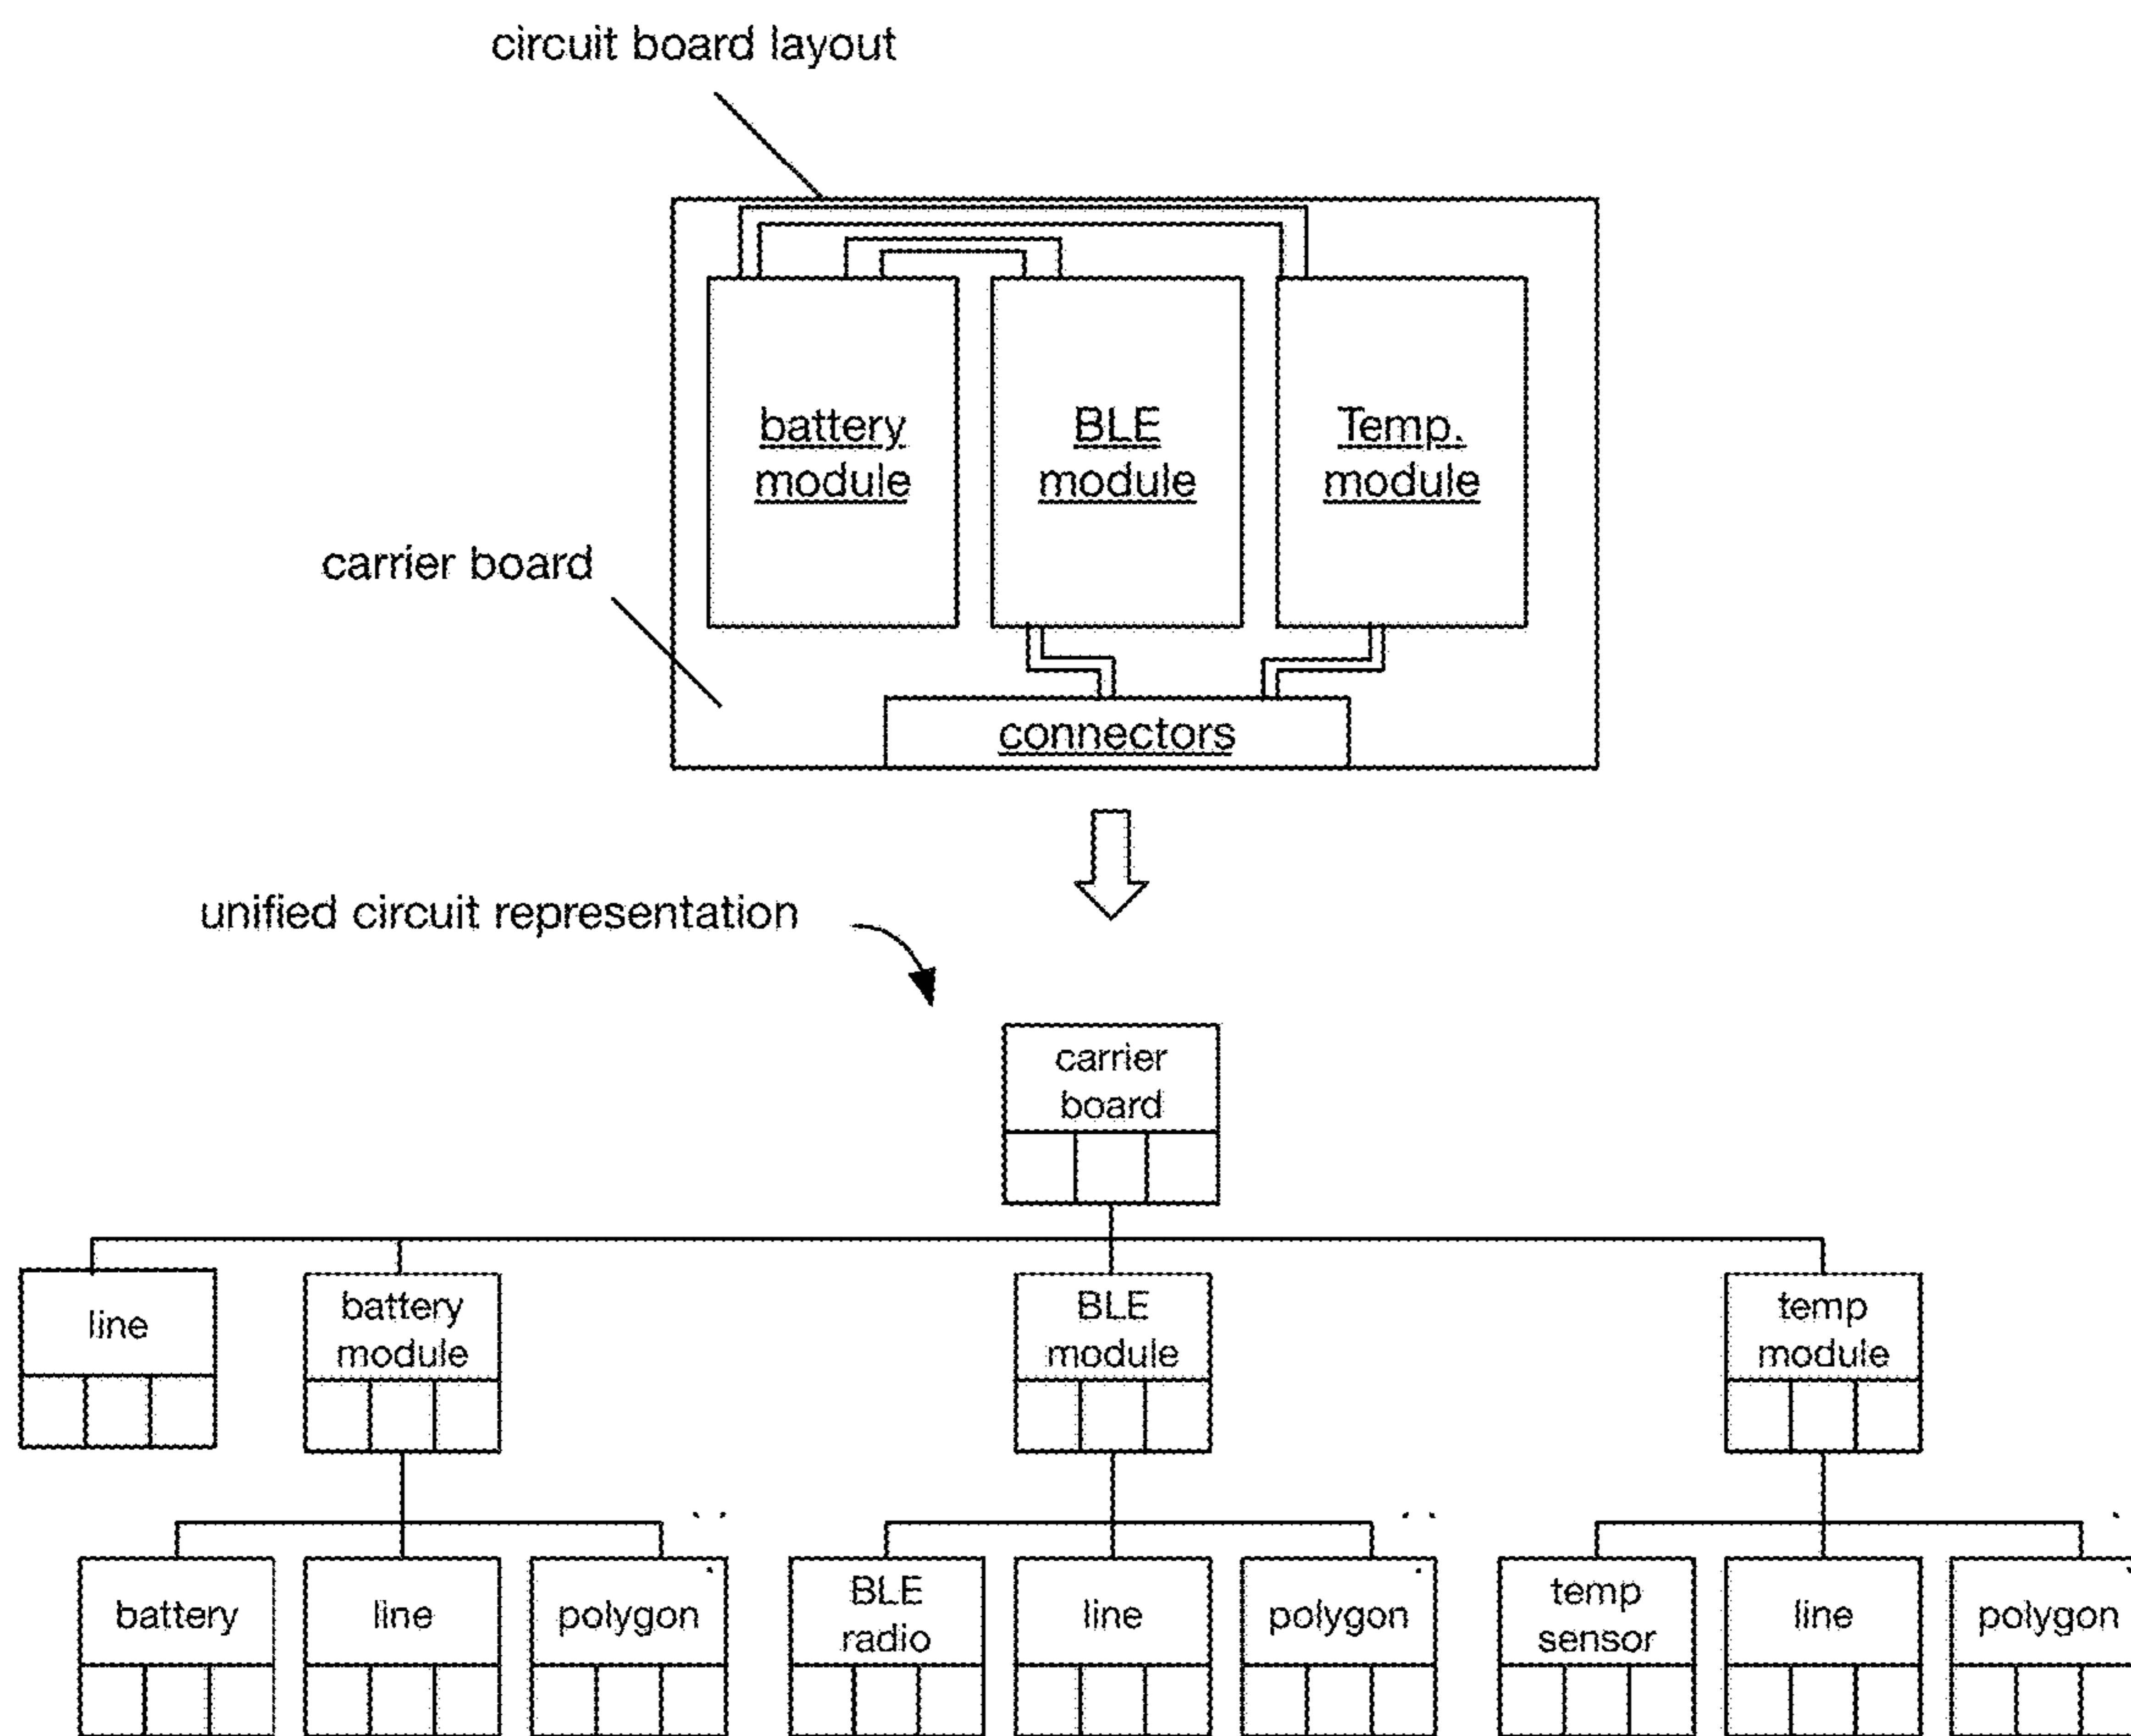 circuit board layout
battery
module
BLE
module
Temp.
module
carrier board
connectors
unified circuit representation
carrier
board
line
battery
module
BLE
module
temp
module
battery
line
polygon
BLE
radio
line
polygon
temp
sensor
line
polygon